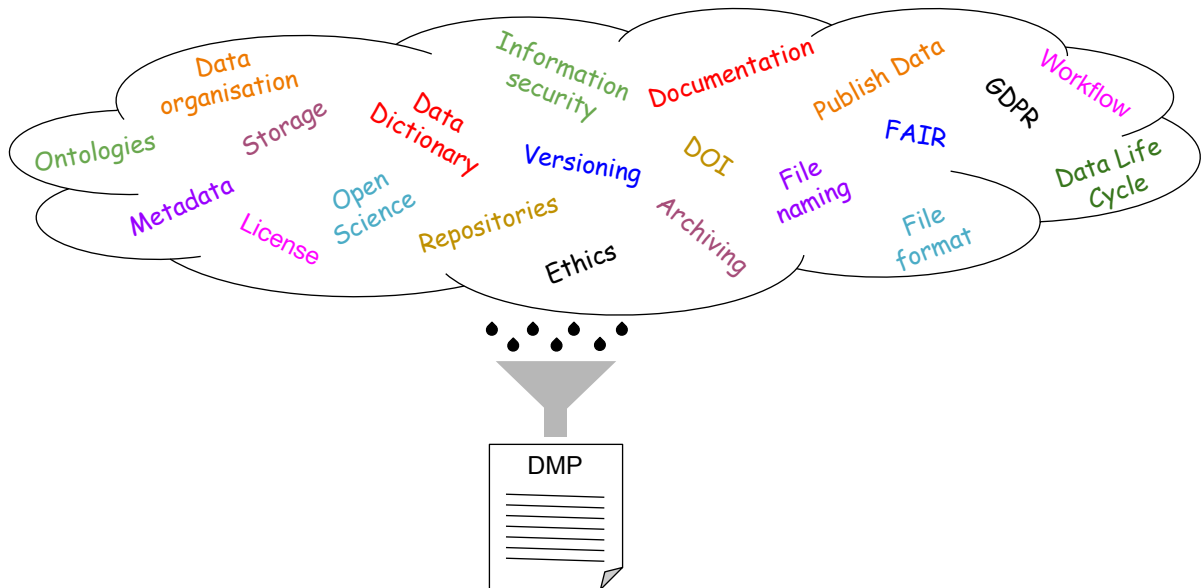 Data
organisation
Information
security
Documentation
Publish Data
GDPR
Workflow
Ontologies
Storage
Data
Dictionary
Versioning
DOI
FAIR
File
naming
Data Life
Cycle
Metadata
License
Open
Science
Repositories
Ethics
Archiving
File
format
DMP